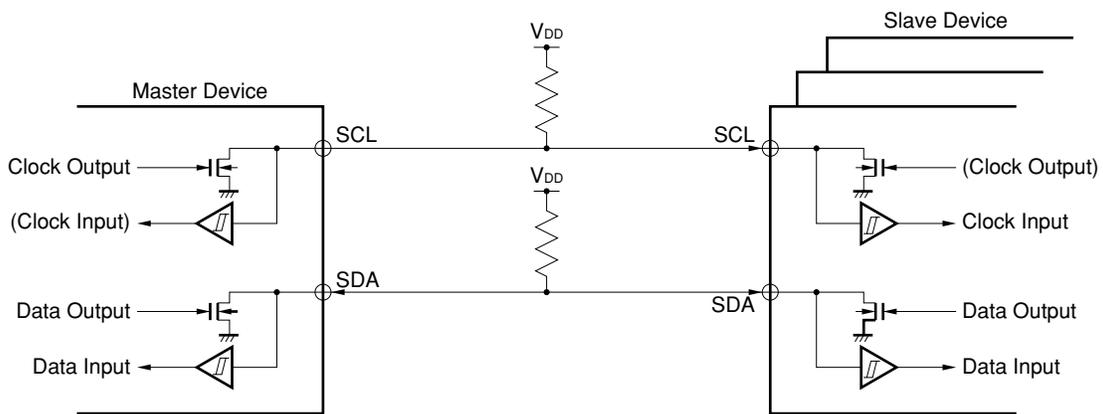 Slave Device
VDD
Master Device
SCL
SCL
Clock Output
(Clock Output)
VDD
(Clock Input)
Clock Input
SDA
SDA
Data Output
Data Output
Data Input
Data Input